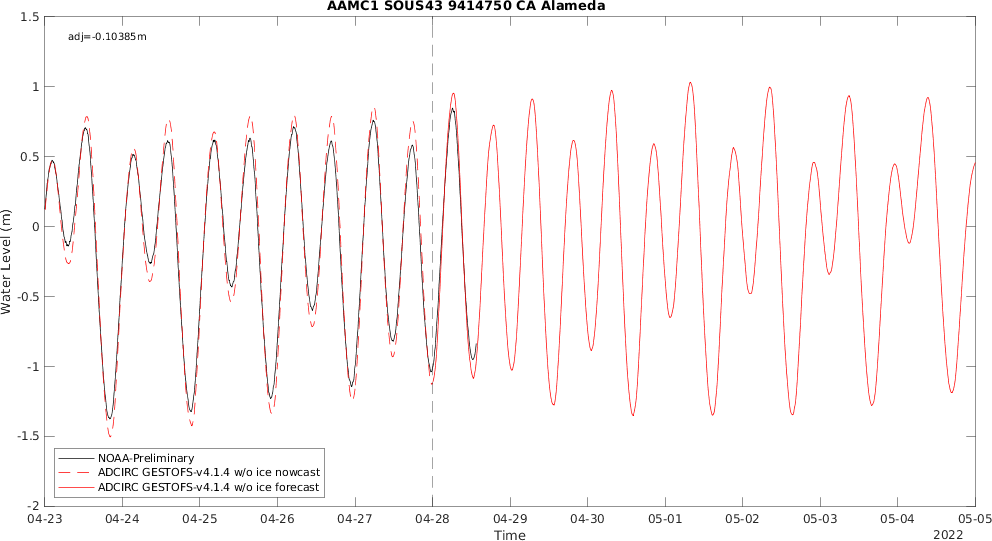 AAMC1 SOUS43 9414750 CA Alameda
adj=-0.10385m
1.5
1
0.5
0
-0.5
-1
-1.5
-2
Water Level (m)
NOAA-Preliminary
ADCIRC GESTOFS-v4.1.4 w/o ice nowcast
ADCIRC GESTOFS-v4.1.4 w/o ice forecast
04-23 04-24 04-25 04-26 04-27 04-28 04-29 04-30 05-01 05-02 05-03 05-04 05-05
Time
2022